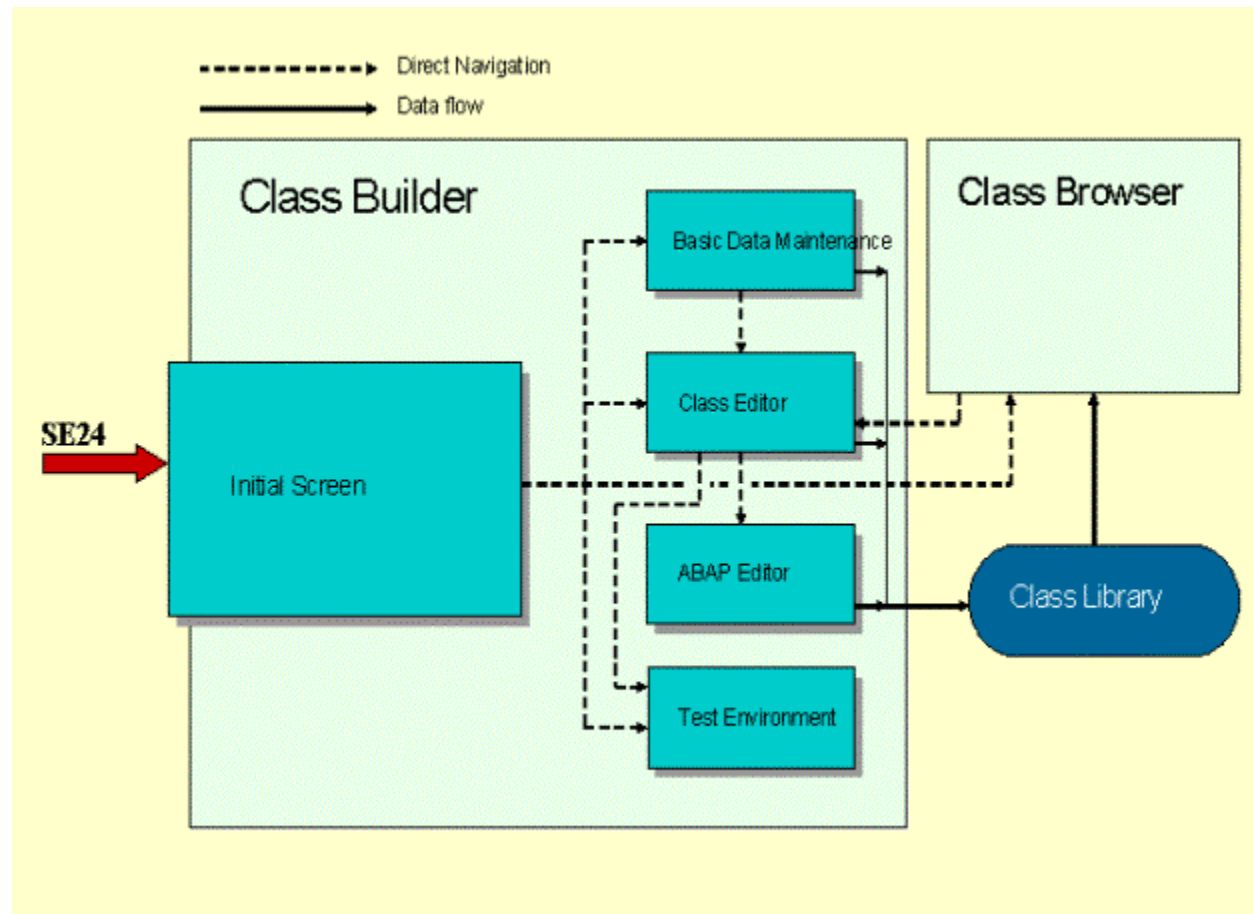 Direct Navigation
Data flow
Class Builder
Class Browser
Basic Data Maintenance
Class Editor
SE24
Initial Screen
ABAP Editor
Class Library
Test Environment